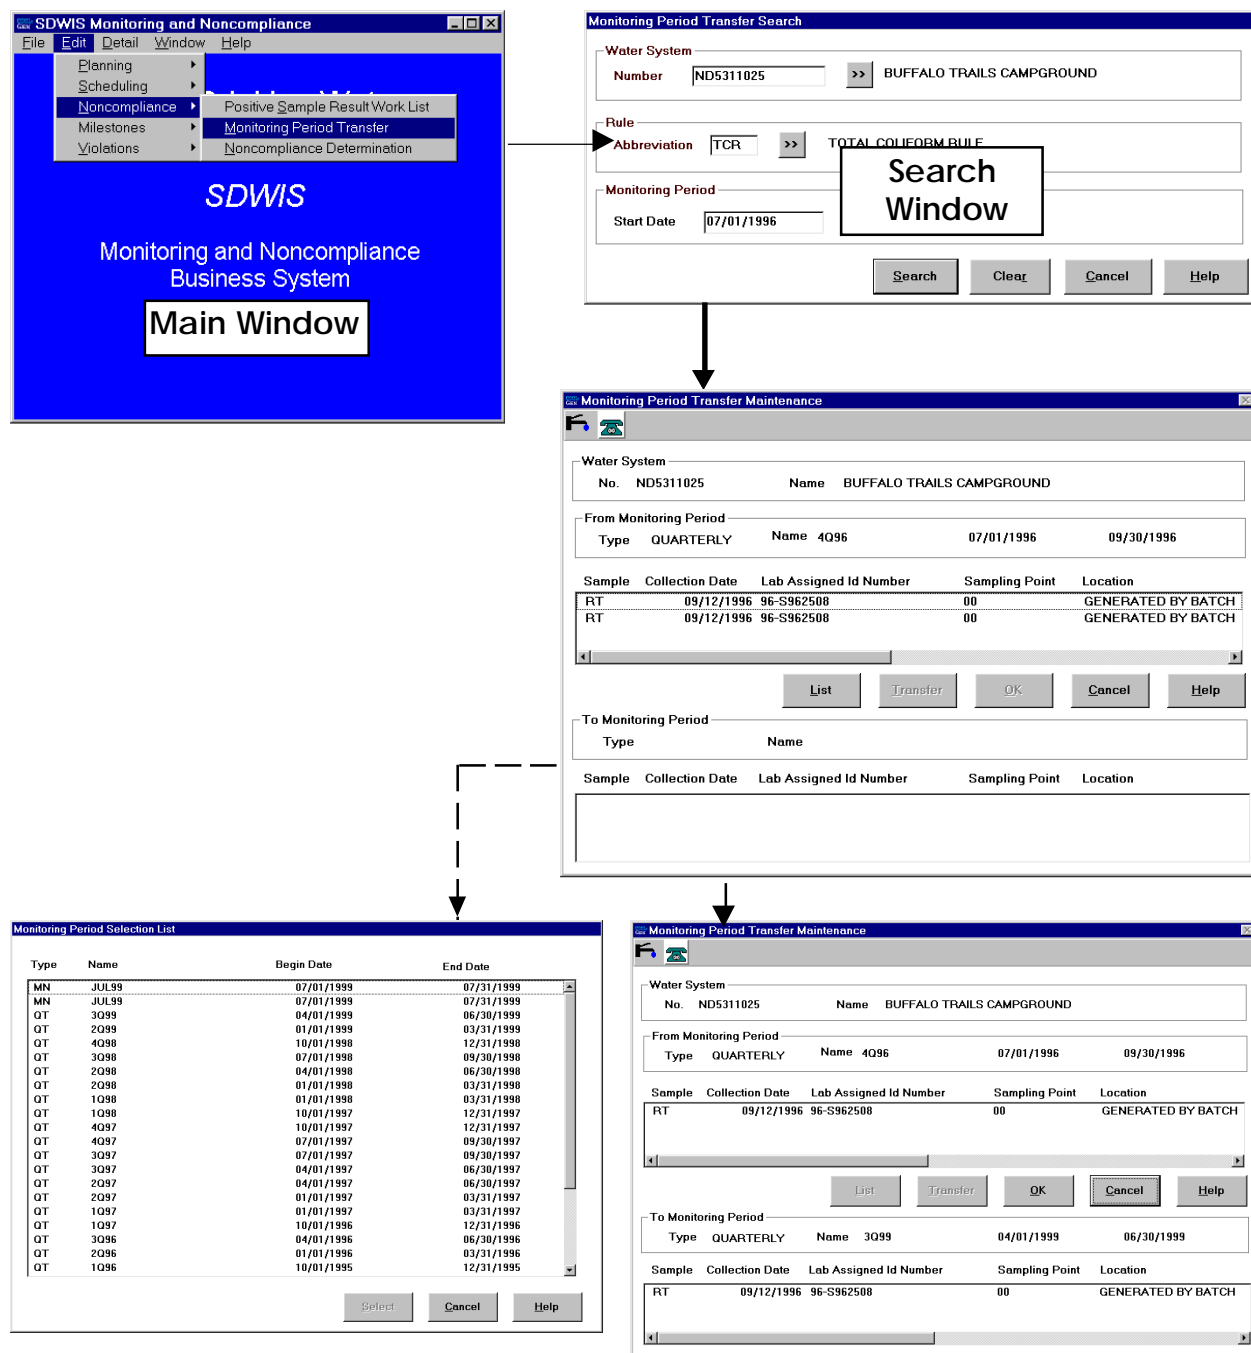 SDWIS Monitoring and Noncompliance
File Edit Detail Window Help
Planning
Scheduling
Noncompliance
Milestones
Violations
Positive Sample Result Work List
Monitoring Period Transfer
Noncompliance Determination
SDWIS
Monitoring and Noncompliance
Business System
Main Window
Monitoring Period Transfer Search
Water System
Number ND5311025 >> BUFFALO TRAILS CAMPGROUND
Rule
Abbreviation TCR >> TOTAL COLIFORM RULE
Search
Window
Monitoring Period
Start Date 07/01/1996
Search Clear Cancel Help
Monitoring Period Transfer Maintenance
Water System
No. ND5311025 Name BUFFALO TRAILS CAMPGROUND
From Monitoring Period
Type QUARTERLY Name 4Q96 07/01/1996 09/30/1996
Sample Collection Date Lab Assigned Id Number Sampling Point Location
RT 09/12/1996 96-S962508 00 GENERATED BY BATCH
RT 09/12/1996 96-S962508 00 GENERATED BY BATCH
List Transfer OK Cancel Help
To Monitoring Period
Type Name
Sample Collection Date Lab Assigned Id Number Sampling Point Location
Monitoring Period Selection List
Type Name Begin Date End Date
MN JUL99 07/01/1999 07/31/1999
MN JUL99 07/01/1999 07/31/1999
QT 3Q99 04/01/1999 06/30/1999
QT 2Q99 01/01/1999 03/31/1999
QT 4Q98 10/01/1998 12/31/1998
QT 3Q98 07/01/1998 09/30/1998
QT 2Q98 04/01/1998 06/30/1998
QT 2Q98 01/01/1998 03/31/1998
QT 1Q98 01/01/1998 03/31/1998
QT 1Q98 10/01/1997 12/31/1997
QT 4Q97 10/01/1997 12/31/1997
QT 4Q97 07/01/1997 09/30/1997
QT 3Q97 07/01/1997 09/30/1997
QT 3Q97 04/01/1997 06/30/1997
QT 2Q97 04/01/1997 06/30/1997
QT 2Q97 01/01/1997 03/31/1997
QT 1Q97 01/01/1997 03/31/1997
QT 1Q97 10/01/1996 12/31/1996
QT 3Q96 04/01/1996 06/30/1996
QT 2Q96 01/01/1996 03/31/1996
QT 1Q96 10/01/1995 12/31/1995
Select Cancel Help
Monitoring Period Transfer Maintenance
Water System
No. ND5311025 Name BUFFALO TRAILS CAMPGROUND
From Monitoring Period
Type QUARTERLY Name 4Q96 07/01/1996 09/30/1996
Sample Collection Date Lab Assigned Id Number Sampling Point Location
RT 09/12/1996 96-S962508 00 GENERATED BY BATCH
List Transfer OK Cancel Help
To Monitoring Period
Type QUARTERLY Name 3Q99 04/01/1999 06/30/1999
Sample Collection Date Lab Assigned Id Number Sampling Point Location
RT 09/12/1996 96-S962508 00 GENERATED BY BATCH